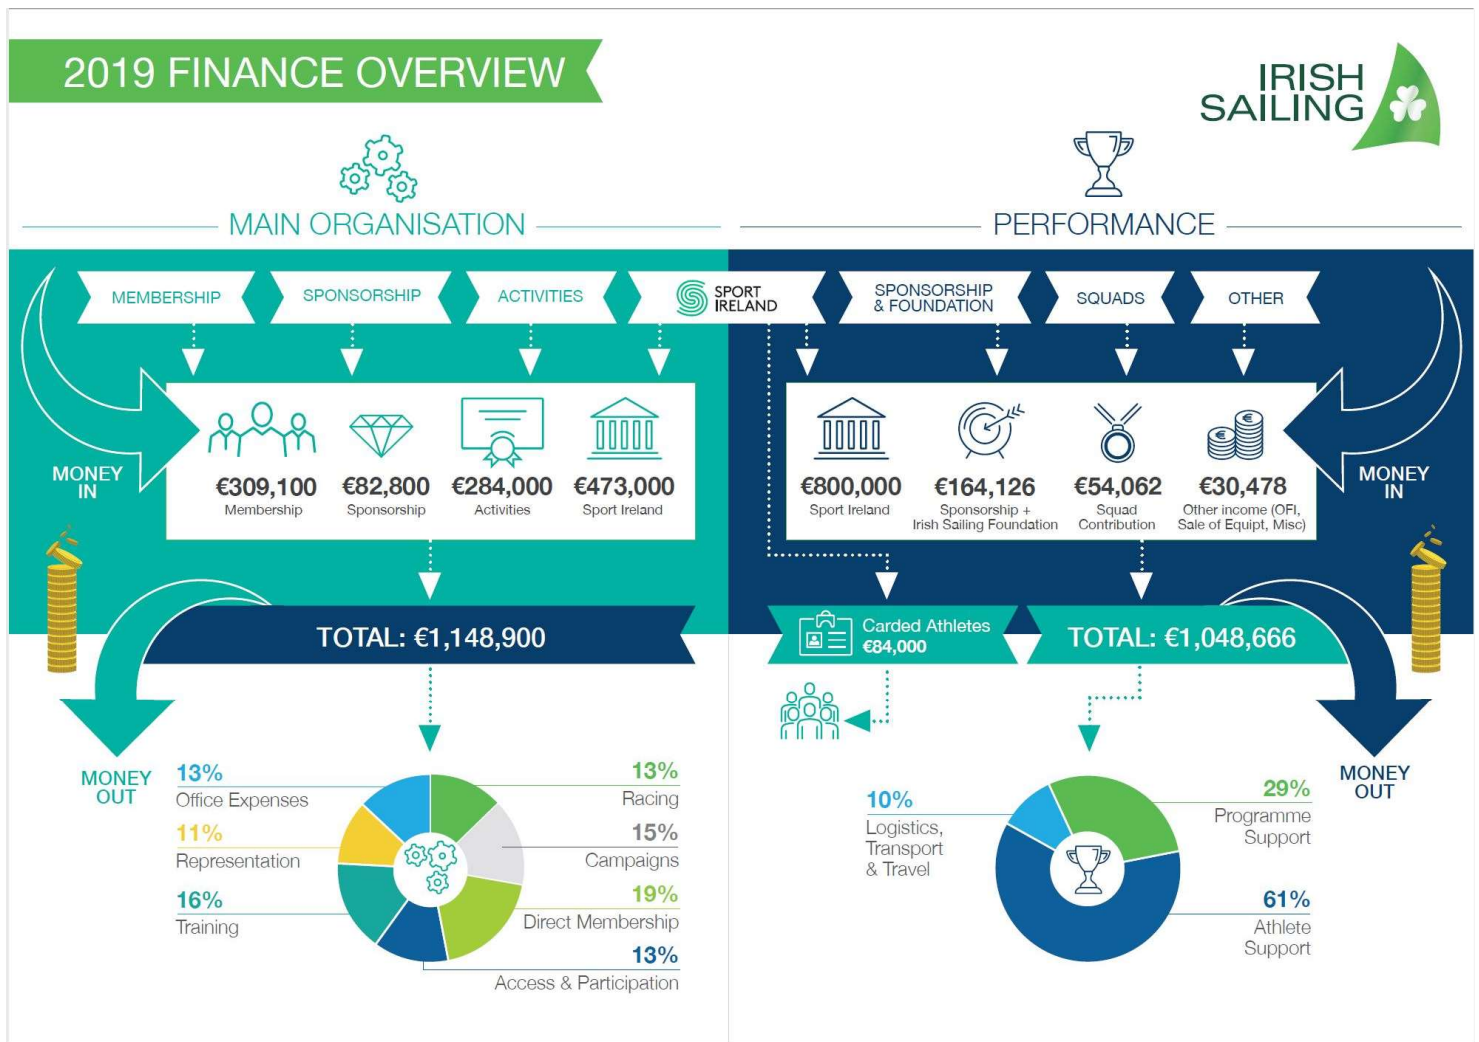 2019 FINANCE OVERVIEW
IRISH
SAILING
MAIN ORGANISATION
PERFORMANCE
MEMBERSHIP
SPONSORSHIP
ACTIVITIES
SPORT
IRELAND
SPONSORSHIP
& FOUNDATION
SQUADS
OTHER
MONEY
IN
€309,100
Membership
€82,800
Sponsorship
€284,000
Activities
€473,000
Sport Ireland
€800,000
Sport Ireland
€164,126
Sponsorship +
Irish Sailing Foundation
€54,062
Squad
Contribution
€30,478
Other income (OFI,
Sale of Equipt, Misc)
MONEY
IN
TOTAL: €1,148,900
Carded Athletes
€84,000
TOTAL: €1,048,666
MONEY
OUT
13%
Office Expenses
11%
Representation
16%
Training
13%
Racing
15%
Campaigns
19%
Direct Membership
13%
Access & Participation
10%
Logistics,
Transport
& Travel
29%
Programme
Support
61%
Athlete
Support
MONEY
OUT